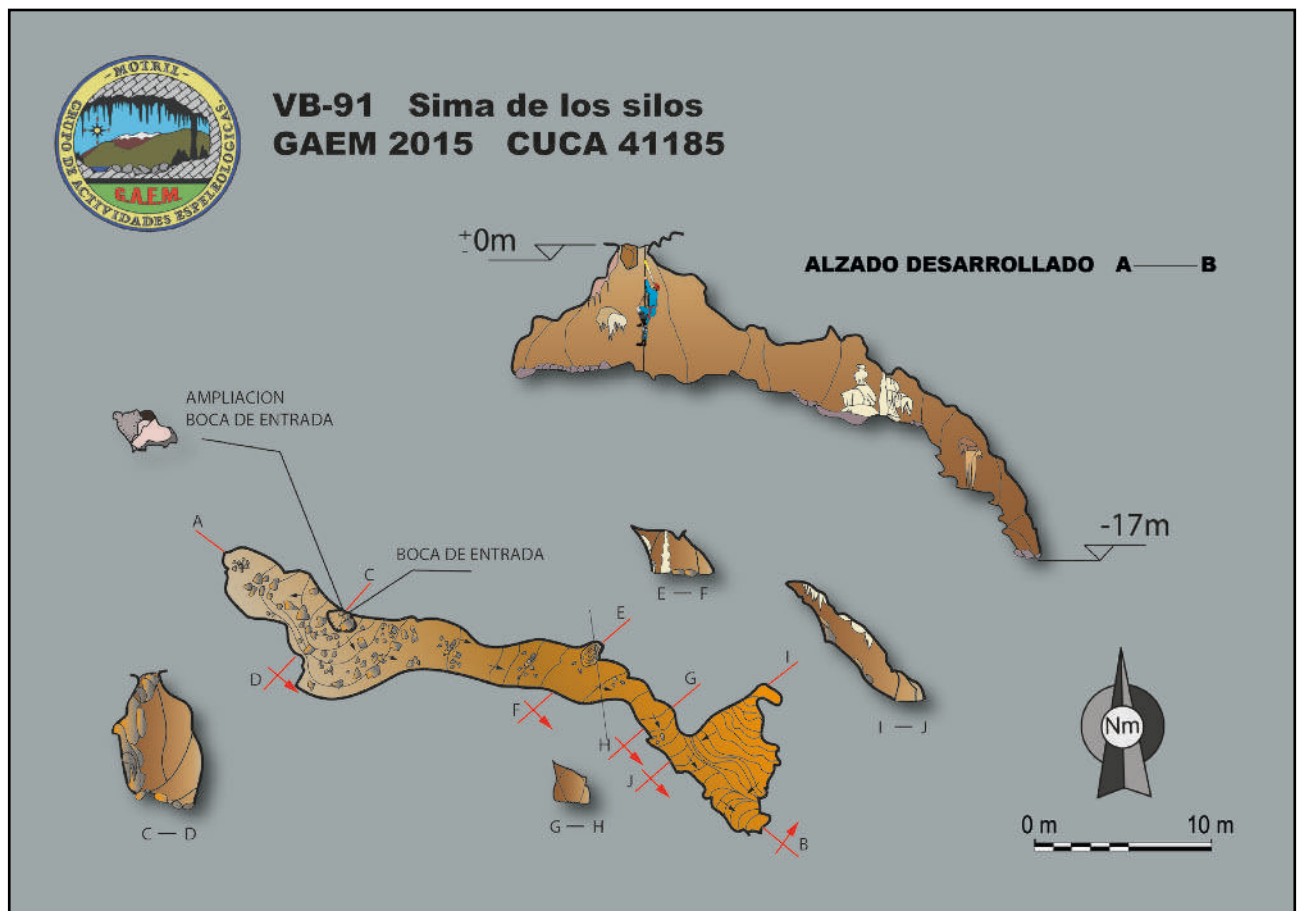 - MOTRIL -
GRUPO DE ACTIVIDADES ESPELEOLOGICAS.
G.A.E.M.
VB-91 Sima de los silos
GAEM 2015 CUCA 41185
±0m
ALZADO DESARROLLADO A B
AMPLIACION
BOCA DE ENTRADA
BOCA DE ENTRADA
-17m
A
C
D
E
F
G
H
I
J
B
E — F
I — J
C — D
G — H
Nm
0 m 10 m